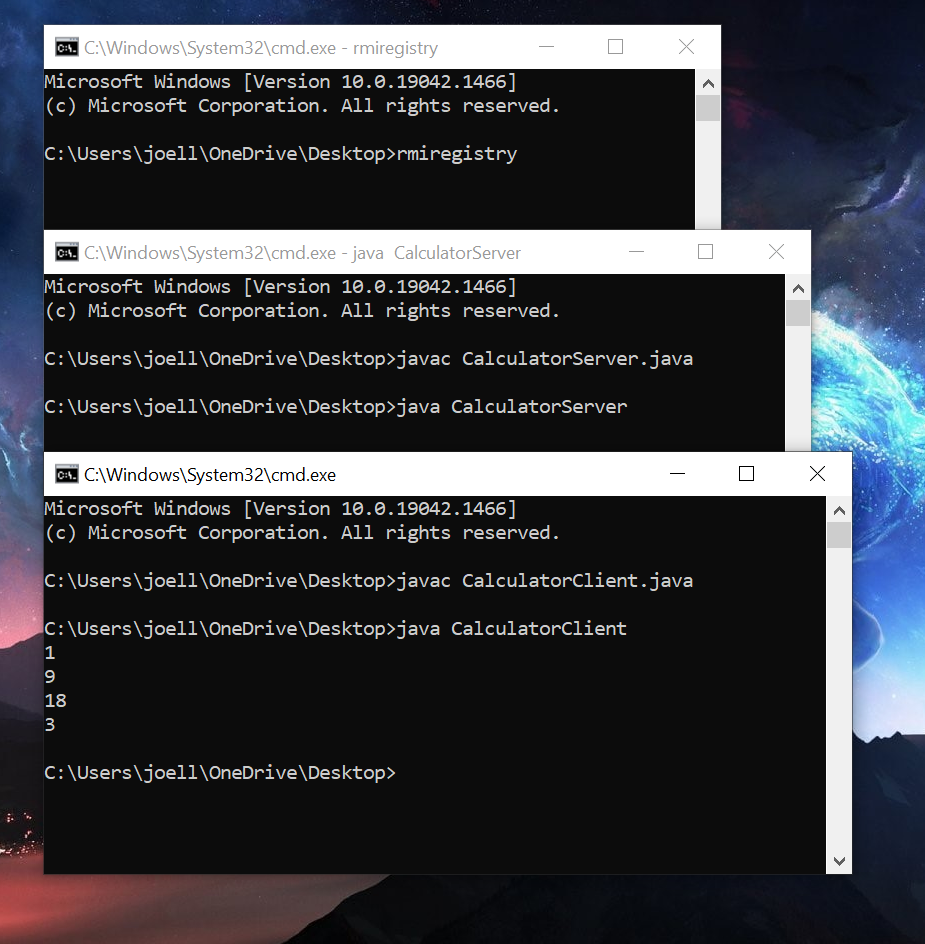 C:\Windows\System32\cmd.exe - rmiregistry
Microsoft Windows [Version 10.0.19042.1466]
(c) Microsoft Corporation. All rights reserved.
C:\Users\joell\OneDrive\Desktop>rmiregistry
C:\Windows\System32\cmd.exe - java  CalculatorServer
Microsoft Windows [Version 10.0.19042.1466]
(c) Microsoft Corporation. All rights reserved.
C:\Users\joell\OneDrive\Desktop>javac CalculatorServer.java
C:\Users\joell\OneDrive\Desktop>java CalculatorServer
C:\Windows\System32\cmd.exe
Microsoft Windows [Version 10.0.19042.1466]
(c) Microsoft Corporation. All rights reserved.
C:\Users\joell\OneDrive\Desktop>javac CalculatorClient.java
C:\Users\joell\OneDrive\Desktop>java CalculatorClient
1
9
18
3
C:\Users\joell\OneDrive\Desktop>